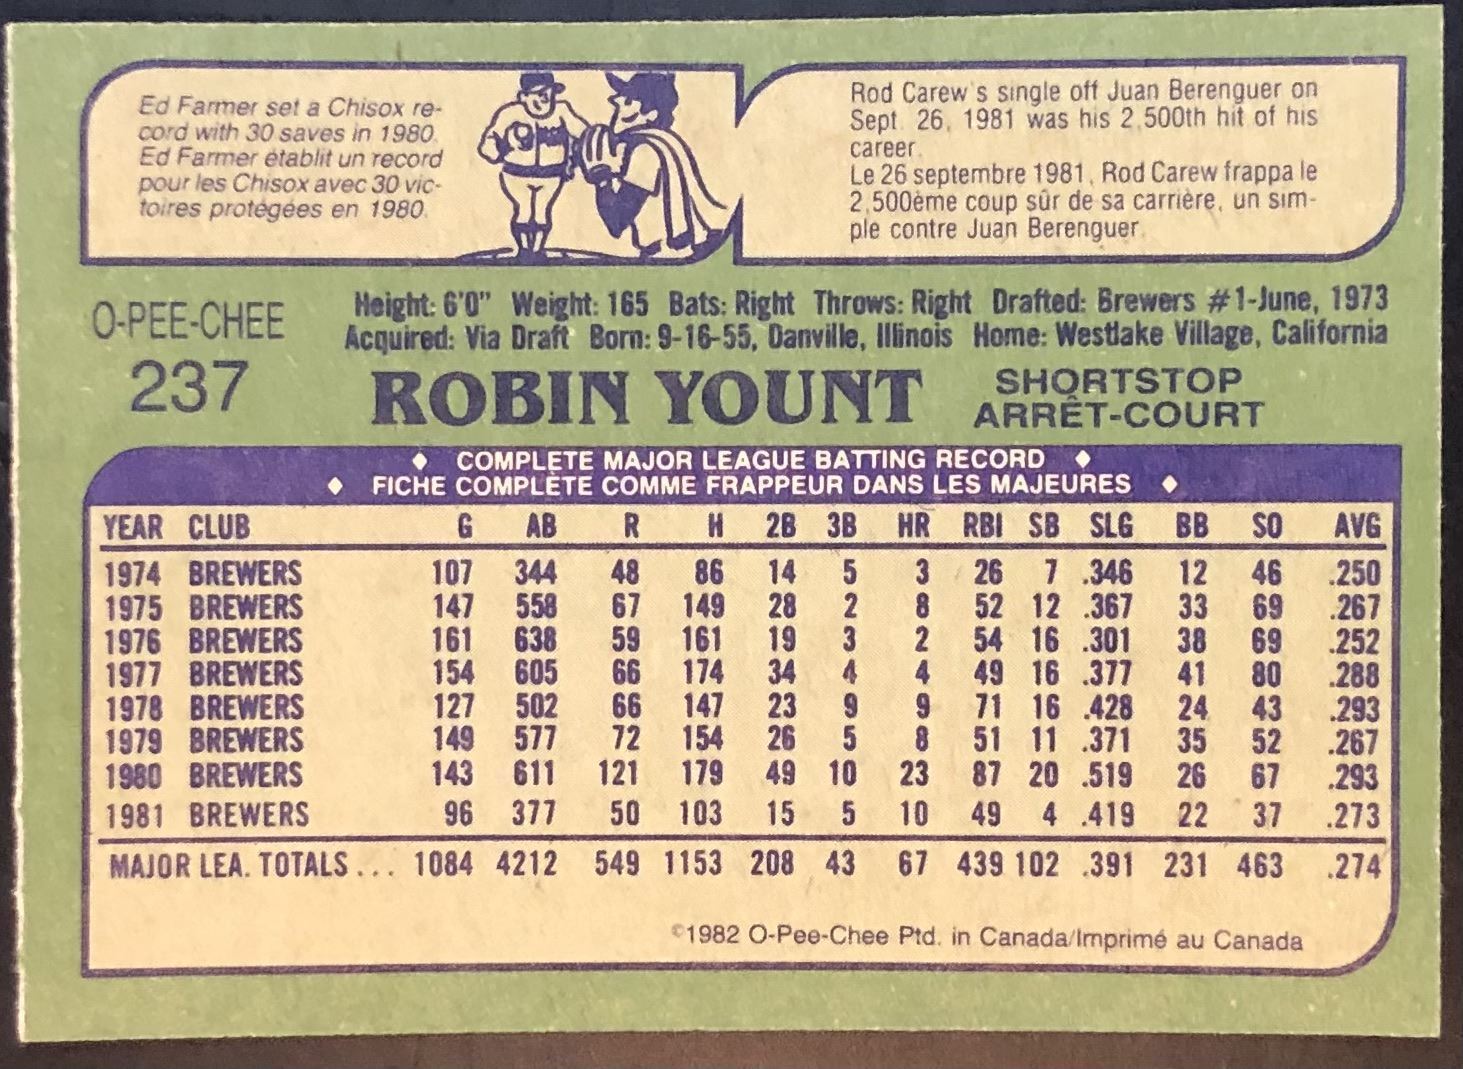 Ed Farmer set a Chisox re-
cord with 30 saves in 1980.
Ed Farmer établit un record
pour les Chisox avec 30 vic-
toires protégées en 1980.
Rod Carew's single off Juan Berenguer on
Sept. 26, 1981 was his 2,500th hit of his
career.
Le 26 septembre 1981, Rod Carew frappa le
2,500ème coup sûr de sa carrière, un sim-
ple contre Juan Berenguer.
O-PEE-CHEE
237
Height: 6'0" Weight: 165 Bats: Right Throws: Right Drafted: Brewers #1-June, 1973
Acquired: Via Draft Born: 9-16-55, Danville, Illinois Home: Westlake Village, California
ROBIN YOUNT
SHORTSTOP
ARRÊT-COURT
♦ COMPLETE MAJOR LEAGUE BATTING RECORD ♦
♦ FICHE COMPLÈTE COMME FRAPPEUR DANS LES MAJEURES ♦
YEAR CLUB G AB R H 2B 3B HR RBI SB SLG BB SO AVG
1974 BREWERS 107 344 48 86 14 5 3 26 7 .346 12 46 .250
1975 BREWERS 147 558 67 149 28 2 8 52 12 .367 33 69 .267
1976 BREWERS 161 638 59 161 19 3 2 54 16 .301 38 69 .252
1977 BREWERS 154 605 66 174 34 4 4 49 16 .377 41 80 .288
1978 BREWERS 127 502 66 147 23 9 9 71 16 .428 24 43 .293
1979 BREWERS 149 577 72 154 26 5 8 51 11 .371 35 52 .267
1980 BREWERS 143 611 121 179 49 10 23 87 20 .519 26 67 .293
1981 BREWERS 96 377 50 103 15 5 10 49 4 .419 22 37 .273
MAJOR LEA. TOTALS . . . 1084 4212 549 1153 208 43 67 439 102 .391 231 463 .274
©1982 O-Pee-Chee Ptd. in Canada/Imprimé au Canada